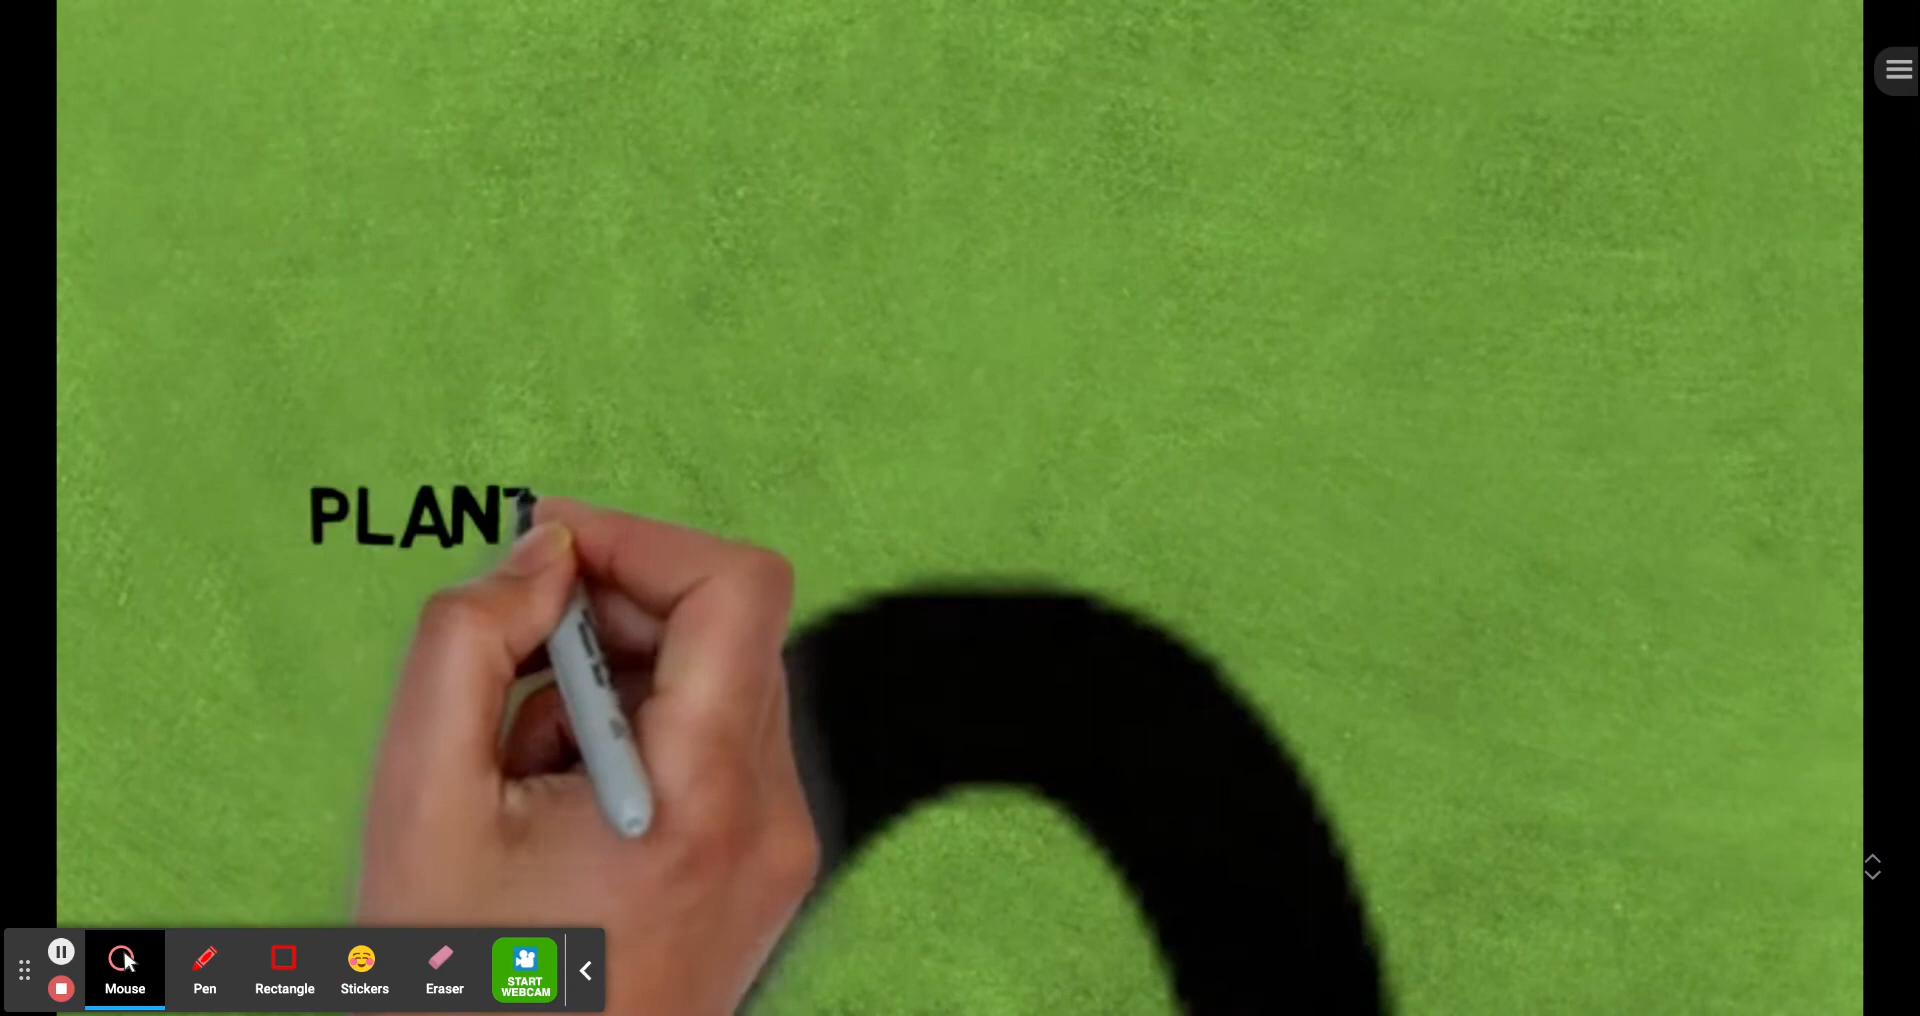 PLANT
Mouse
Pen
Rectangle
Stickers
Eraser
START
WEBCAM